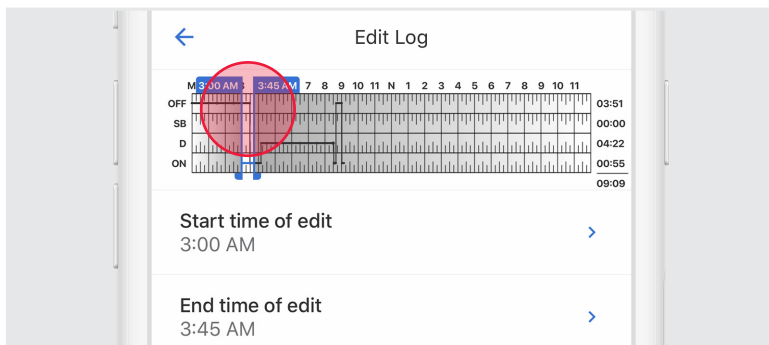 Edit Log
M 3:00 AM 3:45 AM 7 8 9 10 11 N 1 2 3 4 5 6 7 8 9 10 11
OFF 03:51
SB 00:00
D 04:22
ON 00:55
09:09
Start time of edit
3:00 AM
End time of edit
3:45 AM